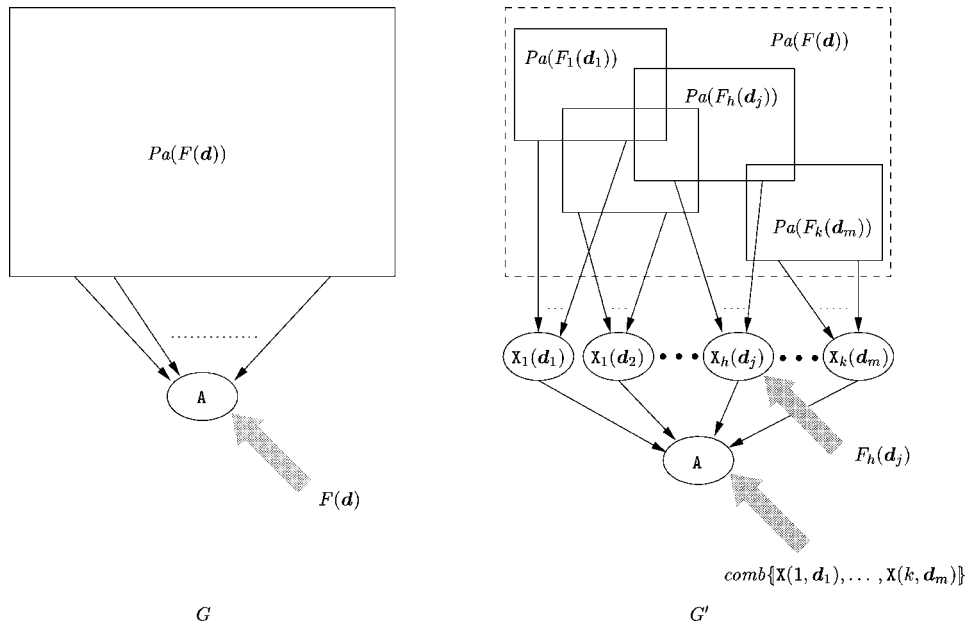 Pa(F(d))
A
F(d)
G
Pa(F(d))
Pa(F₁(d₁))
Pa(Fₕ(dⱼ))
Pa(Fₖ(dₘ))
X₁(d₁)
X₁(d₂)
• • •
Xₕ(dⱼ)
• • •
Xₖ(dₘ)
A
Fₕ(dⱼ)
comb{X(1, d₁), . . . , X(k, dₘ)}
G′